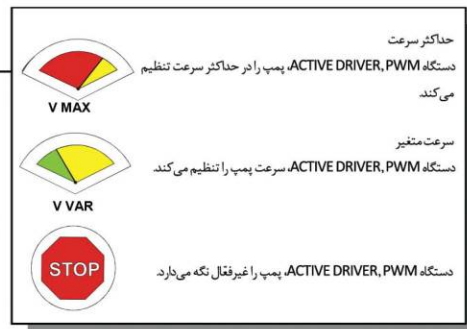 حداکثر سرعت
دستگاه ACTIVE DRIVER, PWM، پمپ را در حداکثر سرعت تنظیم
می‌کند.
V MAX
سرعت متغیر
دستگاه ACTIVE DRIVER, PWM، سرعت پمپ را تنظیم می‌کند.
V VAR
STOP
دستگاه ACTIVE DRIVER, PWM، پمپ را غیرفعّال نگه می‌دارد.